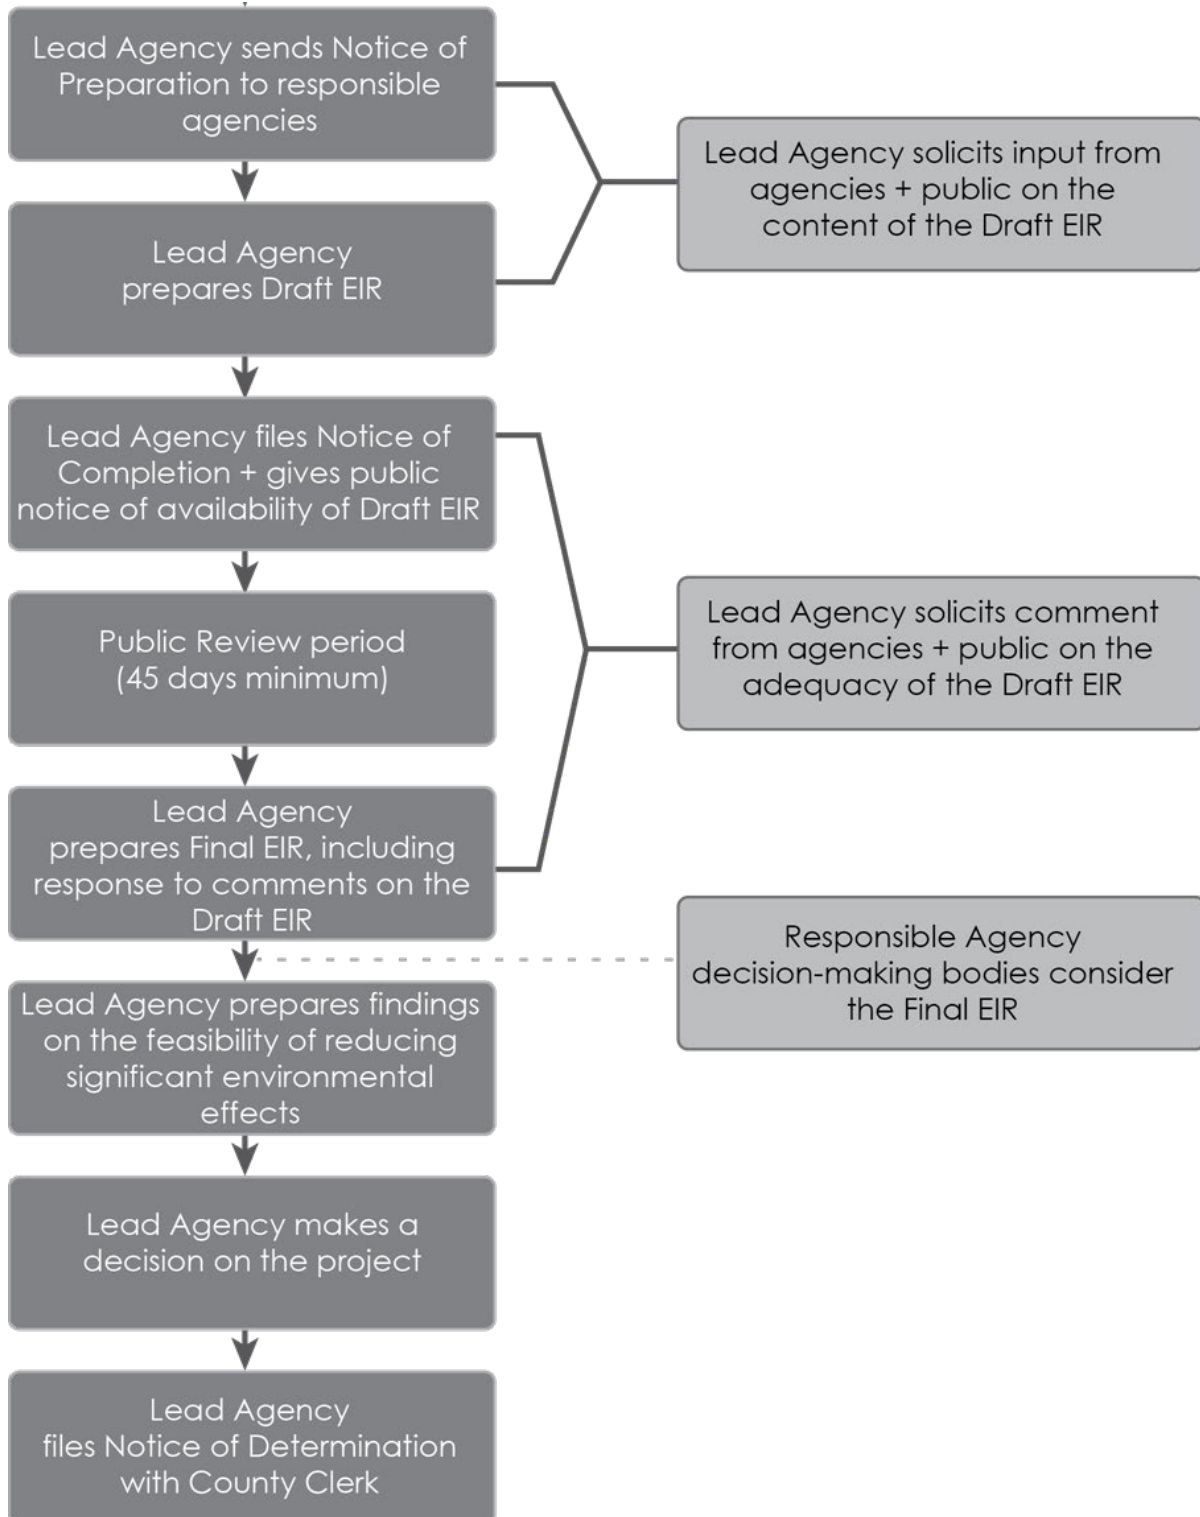 Lead Agency sends Notice of
Preparation to responsible
agencies
Lead Agency solicits input from
agencies + public on the
content of the Draft EIR
Lead Agency
prepares Draft EIR
Lead Agency files Notice of
Completion + gives public
notice of availability of Draft EIR
Public Review period
(45 days minimum)
Lead Agency solicits comment
from agencies + public on the
adequacy of the Draft EIR
Lead Agency
prepares Final EIR, including
response to comments on the
Draft EIR
Responsible Agency
decision-making bodies consider
the Final EIR
Lead Agency prepares findings
on the feasibility of reducing
significant environmental
effects
Lead Agency makes a
decision on the project
Lead Agency
files Notice of Determination
with County Clerk